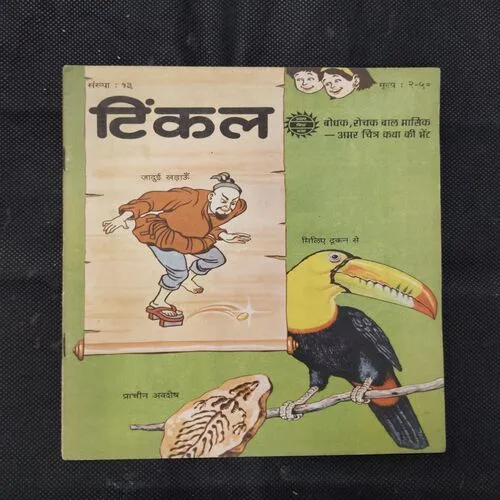 संख्या : १३
मूल्य : २-५०
टिंकल
बोधक, रोचक बाल मासिक
— अमर चित्र कथा की भेंट
जादुई खड़ाऊँ
मिलिए टूकन से
प्राचीन अवशेष